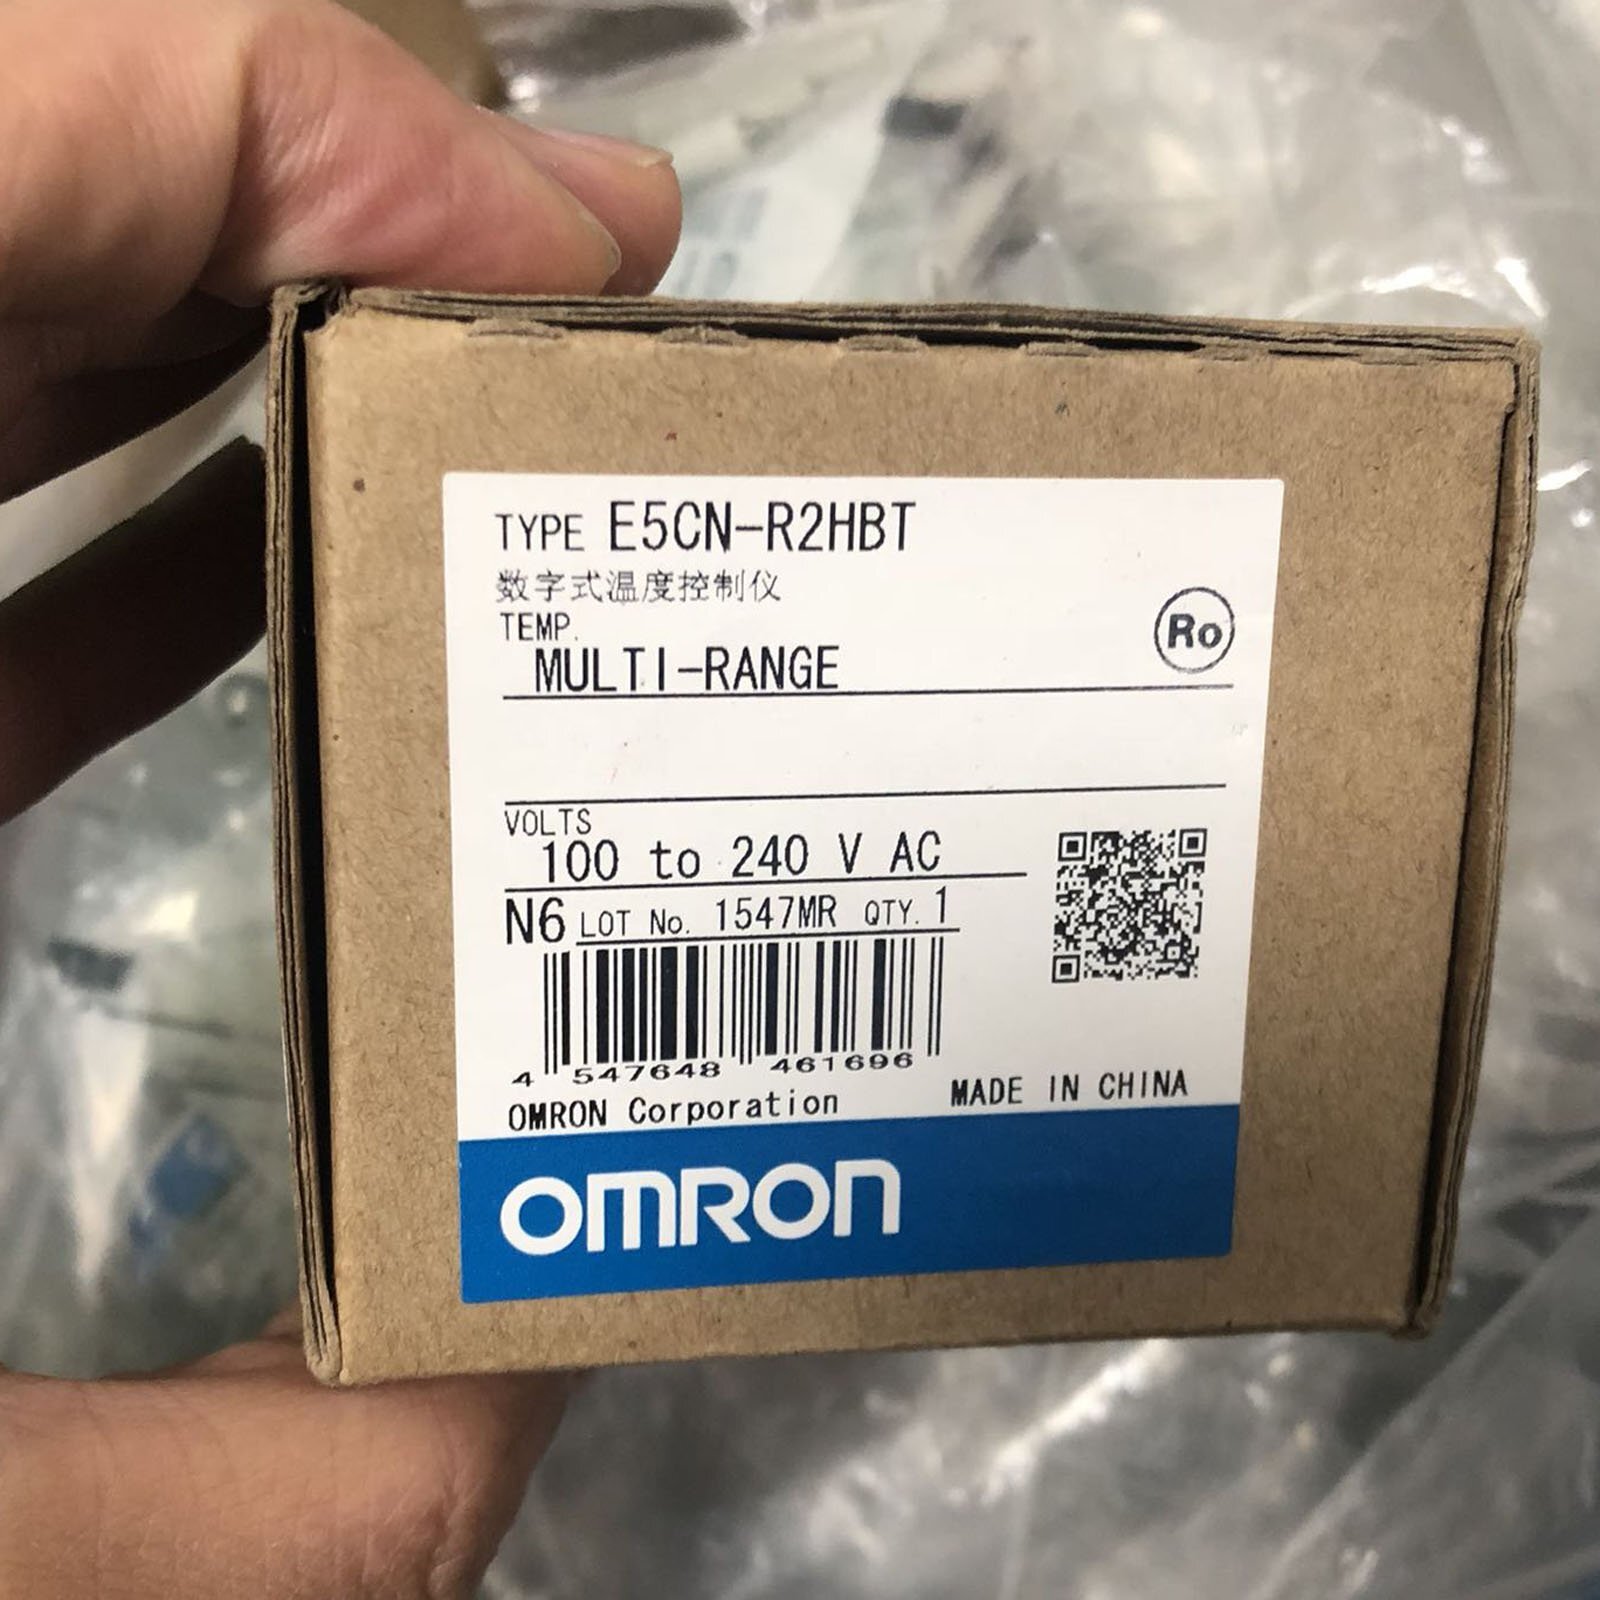 TYPE E5CN-R2HBT
数字式温度控制仪
TEMP.
MULTI-RANGE
Ro
VOLTS
100 to 240 V AC
N6 LOT No. 1547MR QTY. 1
4 547648 461696
OMRON Corporation MADE IN CHINA
OMRON